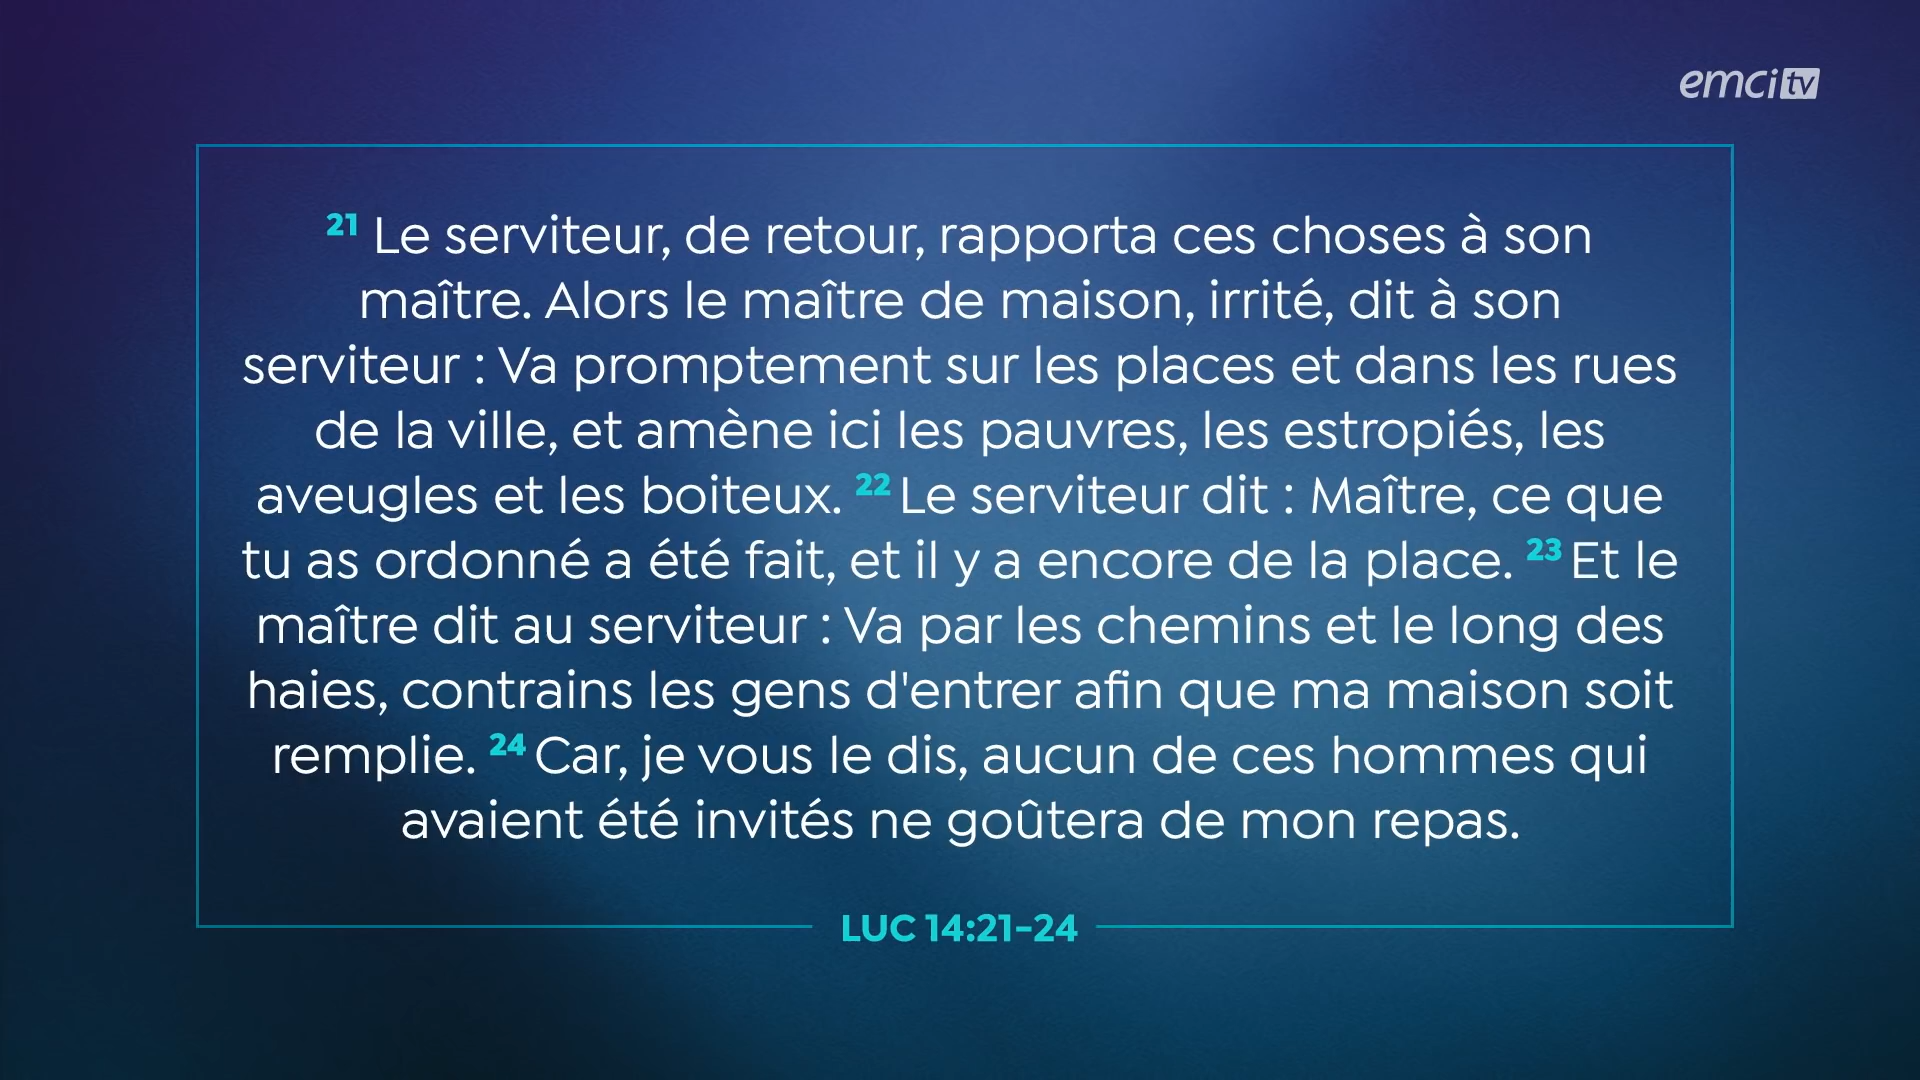 emci tv
21 Le serviteur, de retour, rapporta ces choses à son
maître. Alors le maître de maison, irrité, dit à son
serviteur : Va promptement sur les places et dans les rues
de la ville, et amène ici les pauvres, les estropiés, les
aveugles et les boiteux. 22 Le serviteur dit : Maître, ce que
tu as ordonné a été fait, et il y a encore de la place. 23 Et le
maître dit au serviteur : Va par les chemins et le long des
haies, contrains les gens d'entrer afin que ma maison soit
remplie. 24 Car, je vous le dis, aucun de ces hommes qui
avaient été invités ne goûtera de mon repas.
LUC 14:21-24